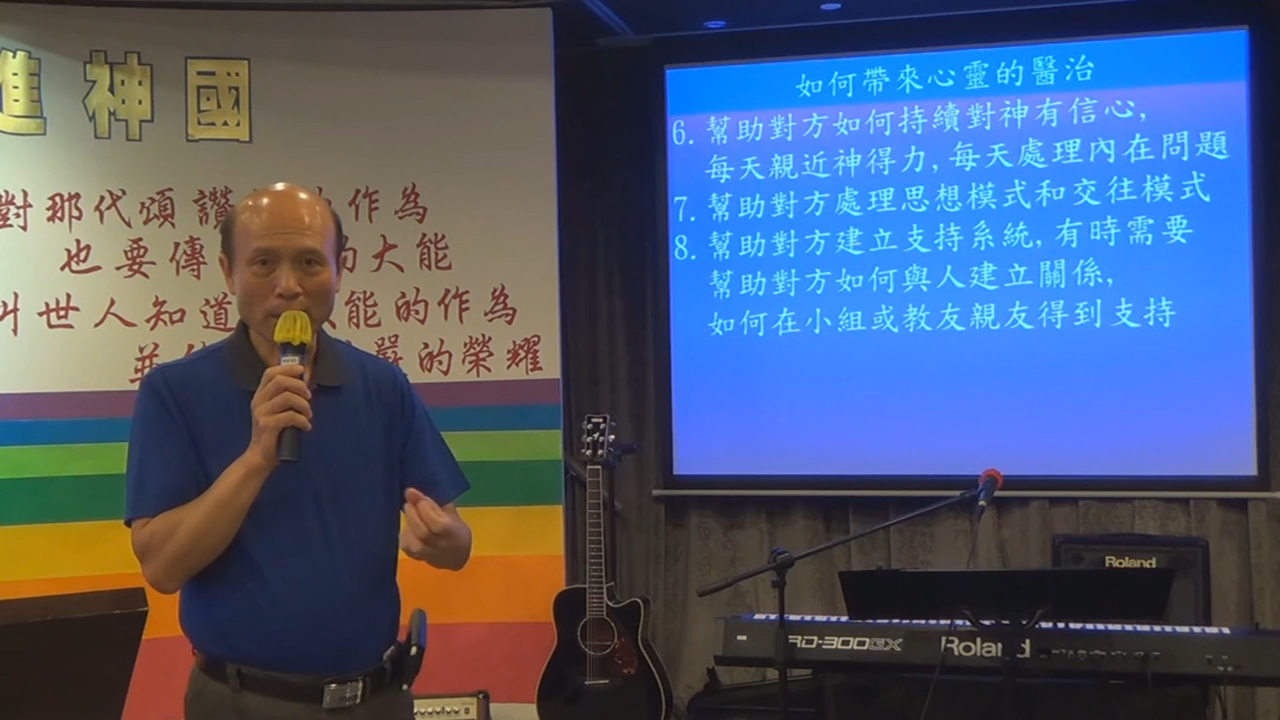 進神國
對那代頌讚 作為
也要傳 大能
叫世人知道 能的作為
並 嚴的榮耀
如何帶來心靈的醫治
6. 幫助對方如何持續對神有信心,
每天親近神得力, 每天處理內在問題
7. 幫助對方處理思想模式和交往模式
8. 幫助對方建立支持系統, 有時需要
幫助對方如何與人建立關係,
如何在小組或教友親友得到支持
Roland
RD-300GX Roland